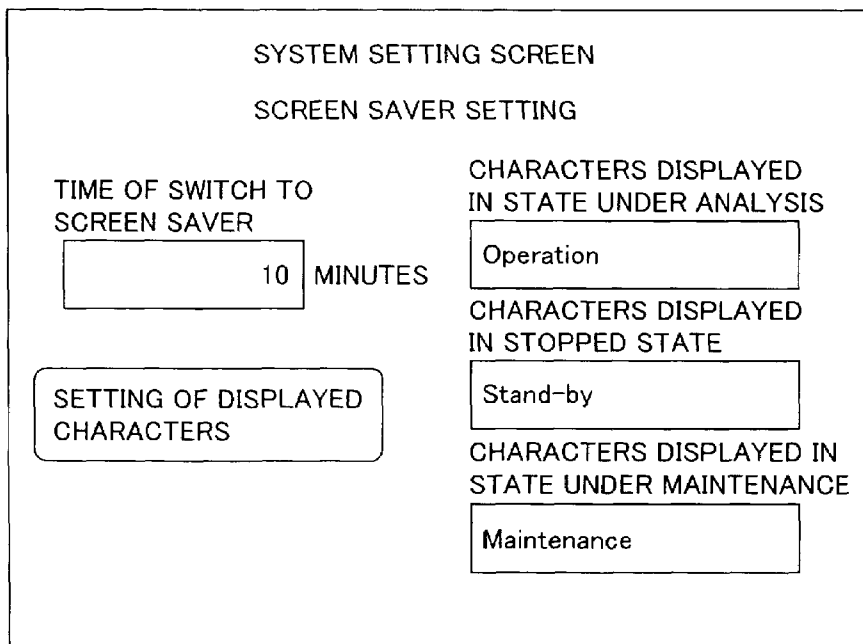 SYSTEM SETTING SCREEN
SCREEN SAVER SETTING
TIME OF SWITCH TO
SCREEN SAVER
10 MINUTES
SETTING OF DISPLAYED
CHARACTERS
CHARACTERS DISPLAYED
IN STATE UNDER ANALYSIS
Operation
CHARACTERS DISPLAYED
IN STOPPED STATE
Stand-by
CHARACTERS DISPLAYED IN
STATE UNDER MAINTENANCE
Maintenance